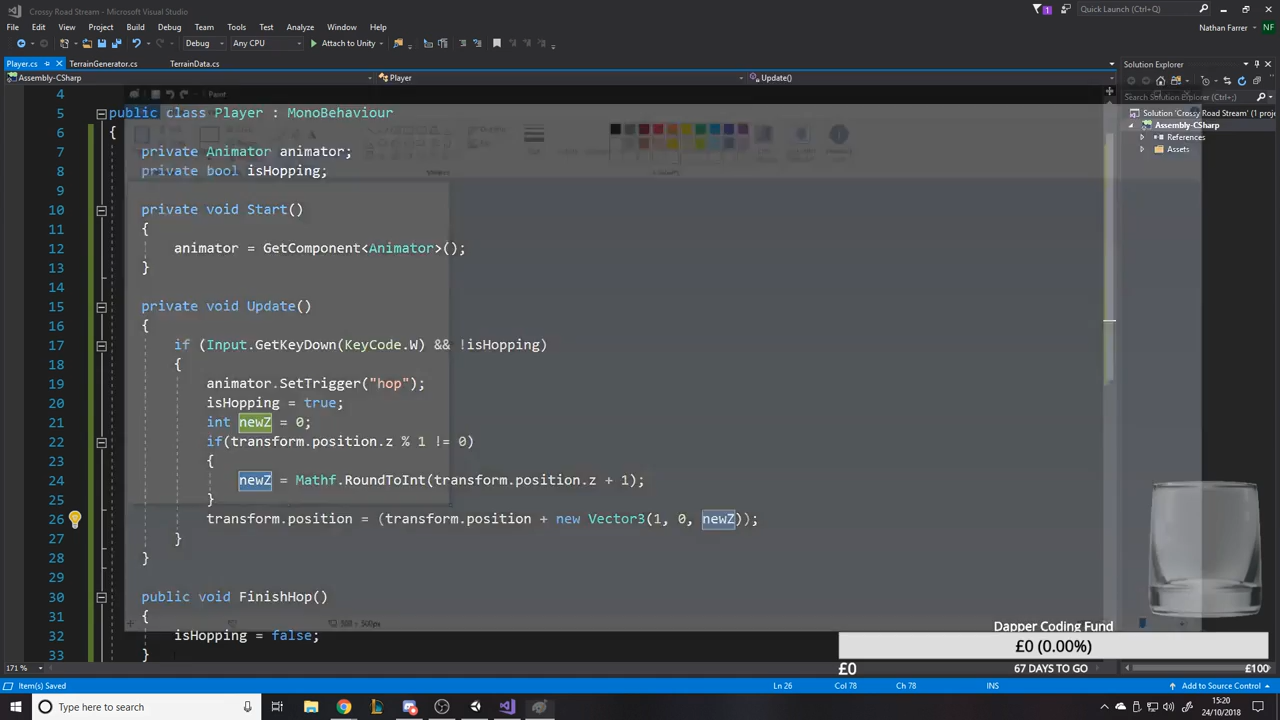 Crossy Road Stream - Microsoft Visual Studio
Quick Launch (Ctrl+Q)
File Edit View Project Build Debug Team Tools Test Analyze Window Help
Nathan Farrer NF
Debug Any CPU Attach to Unity
Player.cs TerrainGenerator.cs TerrainData.cs
Solution Explorer
Assembly-CSharp Player Update()
Search Solution Explorer (Ctrl+;)
Solution 'Crossy Road Stream' (1 proje
Assembly-CSharp
References
Assets
Paint
4
5 public class Player : MonoBehaviour
6 {
7 private Animator animator;
8 private bool isHopping;
9
10 private void Start()
11 {
12 animator = GetComponent<Animator>();
13 }
14
15 private void Update()
16 {
17 if (Input.GetKeyDown(KeyCode.W) && !isHopping)
18 {
19 animator.SetTrigger("hop");
20 isHopping = true;
21 int newZ = 0;
22 if(transform.position.z % 1 != 0)
23 {
24 newZ = Mathf.RoundToInt(transform.position.z + 1);
25 }
26 transform.position = (transform.position + new Vector3(1, 0, newZ));
27 }
28 }
29
30 public void FinishHop()
31 {
32 isHopping = false;
33 }
500 × 500px
Dapper Coding Fund
£0 (0.00%)
£0 67 DAYS TO GO £100
171 %
Item(s) Saved Ln 26 Col 78 Ch 78 INS Add to Source Control
Type here to search
15:20
24/10/2018